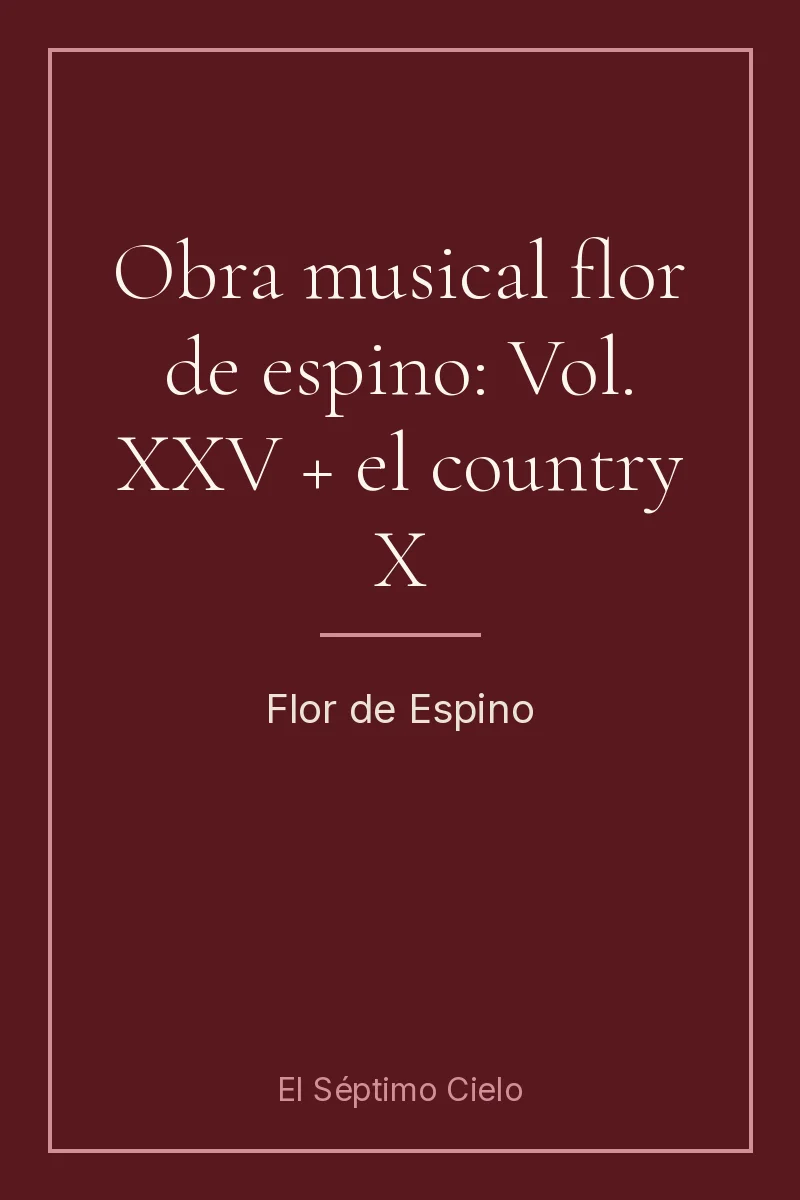 Obra musical flor
de espino: Vol.
XXV + el country
X
Flor de Espino
El Séptimo Cielo